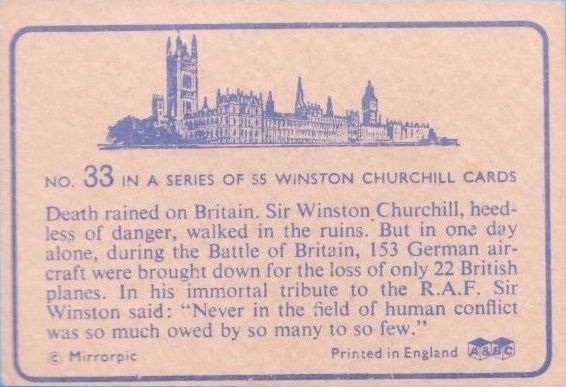 NO. 33 IN A SERIES OF 55 WINSTON CHURCHILL CARDS
Death rained on Britain. Sir Winston Churchill, heed-
less of danger, walked in the ruins. But in one day
alone, during the Battle of Britain, 153 German air-
craft were brought down for the loss of only 22 British
planes. In his immortal tribute to the R.A.F. Sir
Winston said: “Never in the field of human conflict
was so much owed by so many to so few.”
© Mirrorpic Printed in England A&BC